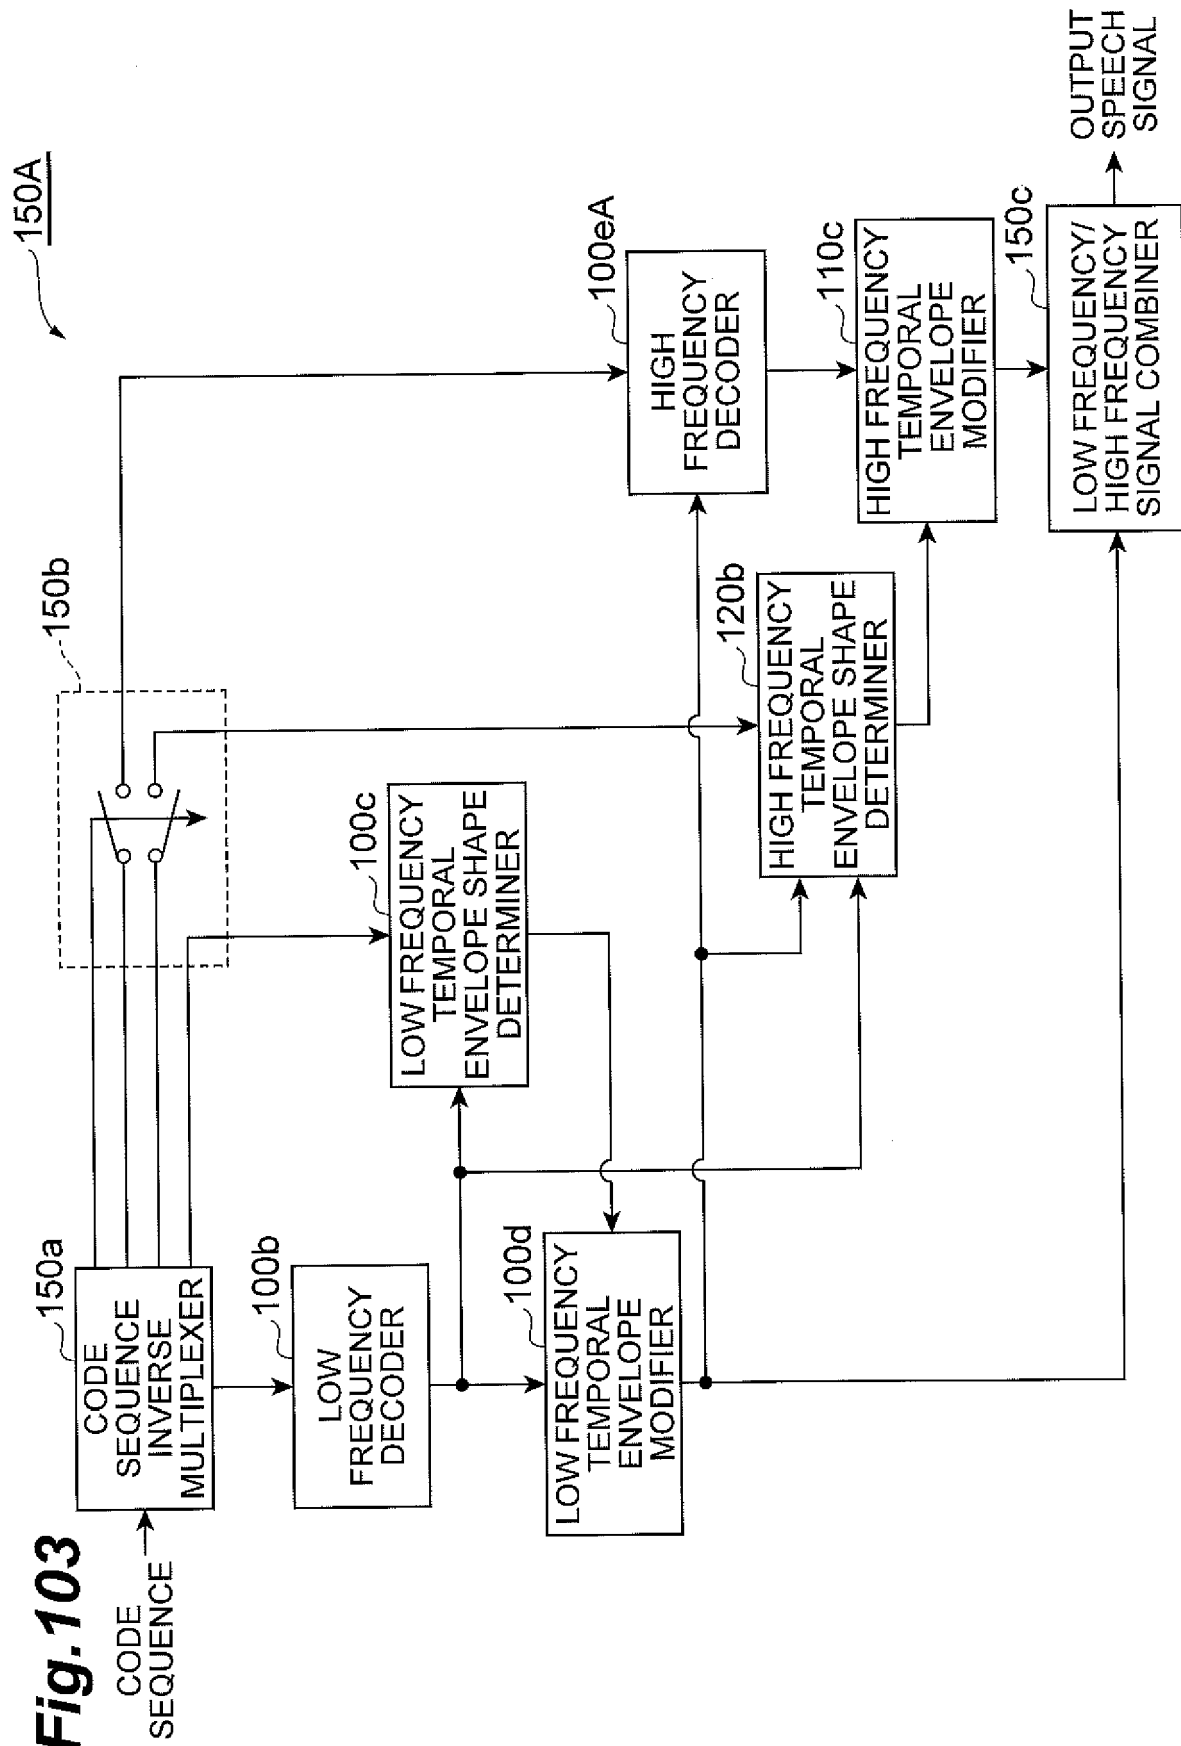 Fig.103
150A
CODE
SEQUENCE
150a
CODE
SEQUENCE
INVERSE
MULTIPLEXER
150b
100b
LOW
FREQUENCY
DECODER
100c
LOW FREQUENCY
TEMPORAL
ENVELOPE SHAPE
DETERMINER
100eA
HIGH
FREQUENCY
DECODER
100d
LOW FREQUENCY
TEMPORAL
ENVELOPE
MODIFIER
120b
HIGH FREQUENCY
TEMPORAL
ENVELOPE SHAPE
DETERMINER
110c
HIGH FREQUENCY
TEMPORAL
ENVELOPE
MODIFIER
150c
LOW FREQUENCY/
HIGH FREQUENCY
SIGNAL COMBINER
OUTPUT
SPEECH
SIGNAL